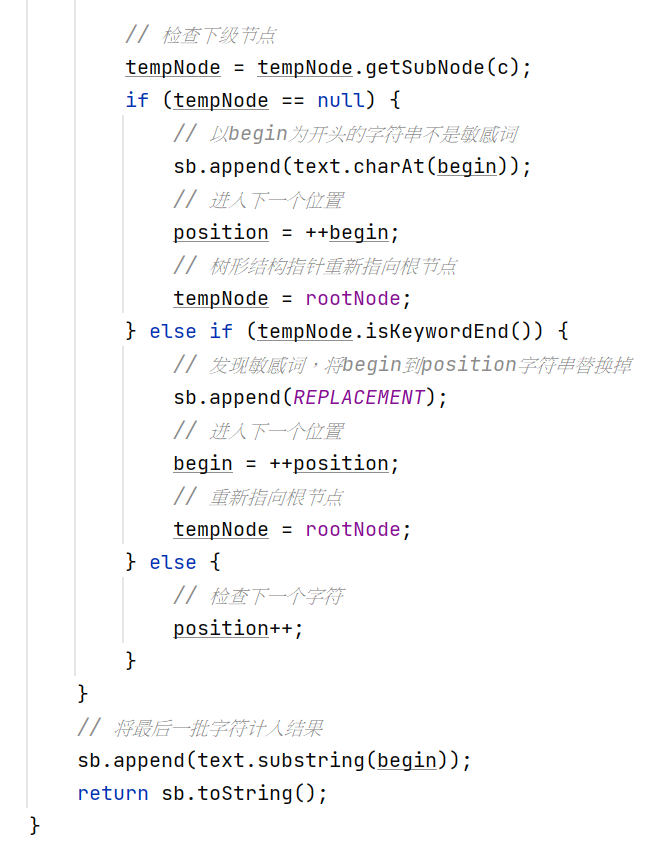 // 检查下级节点
tempNode = tempNode.getSubNode(c);
if (tempNode == null) {
// 以begin为开头的字符串不是敏感词
sb.append(text.charAt(begin));
// 进入下一个位置
position = ++begin;
// 树形结构指针重新指向根节点
tempNode = rootNode;
} else if (tempNode.isKeywordEnd()) {
// 发现敏感词，将begin到position字符串替换掉
sb.append(REPLACEMENT);
// 进入下一个位置
begin = ++position;
// 重新指向根节点
tempNode = rootNode;
} else {
// 检查下一个字符
position++;
}
}
// 将最后一批字符计入结果
sb.append(text.substring(begin));
return sb.toString();
}